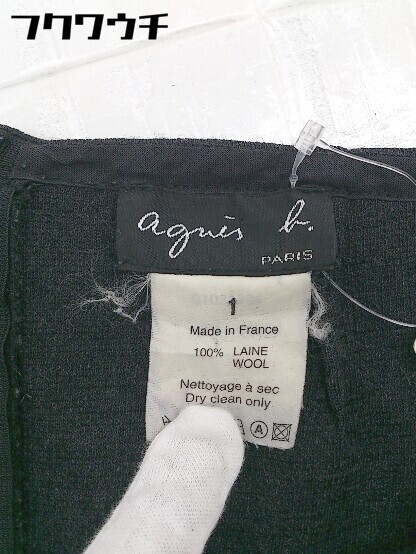 フクワウチ
agnès b.
PARIS
1
Made in France
100% LAINE
WOOL
Nettoyage à sec
Dry clean only
A